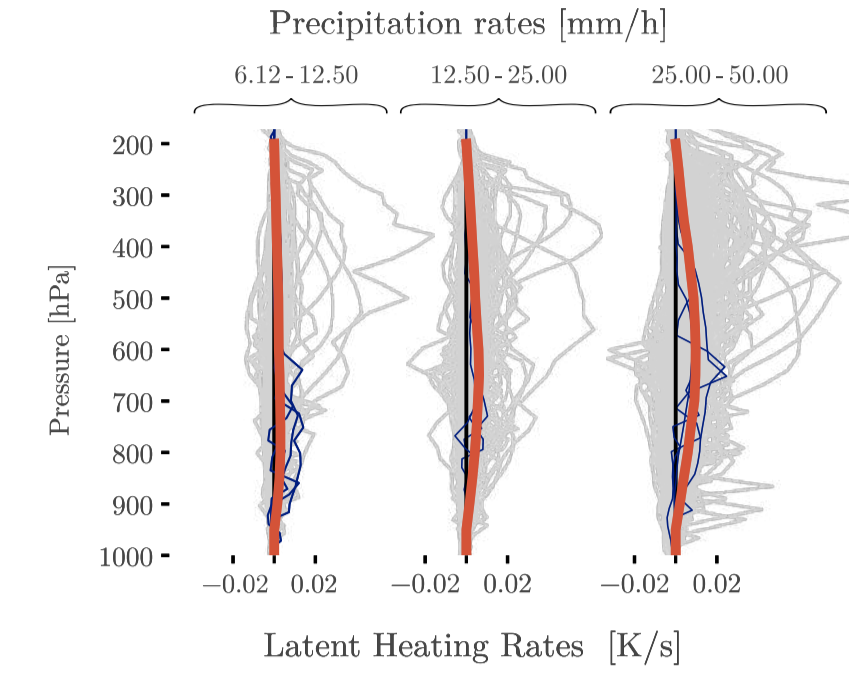 Precipitation rates [mm/h]
6.12 - 12.50 12.50 - 25.00 25.00 - 50.00
200
300
400
500
600
700
800
900
1000
Pressure [hPa]
−0.02 0.02 −0.02 0.02 −0.02 0.02
Latent Heating Rates [K/s]